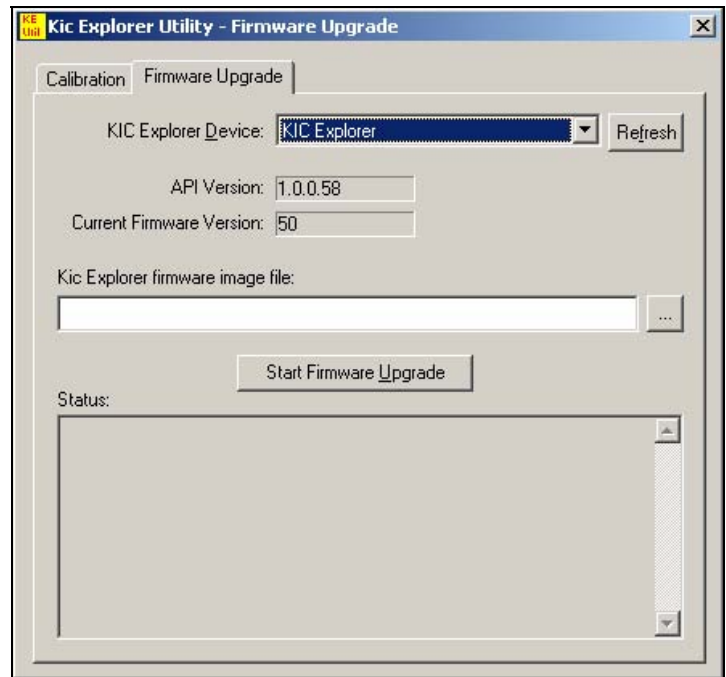 KE Util Kic Explorer Utility - Firmware Upgrade
Calibration Firmware Upgrade
KIC Explorer Device: KIC Explorer Refresh
API Version: 1.0.0.58
Current Firmware Version: 50
Kic Explorer firmware image file:
...
Start Firmware Upgrade
Status: